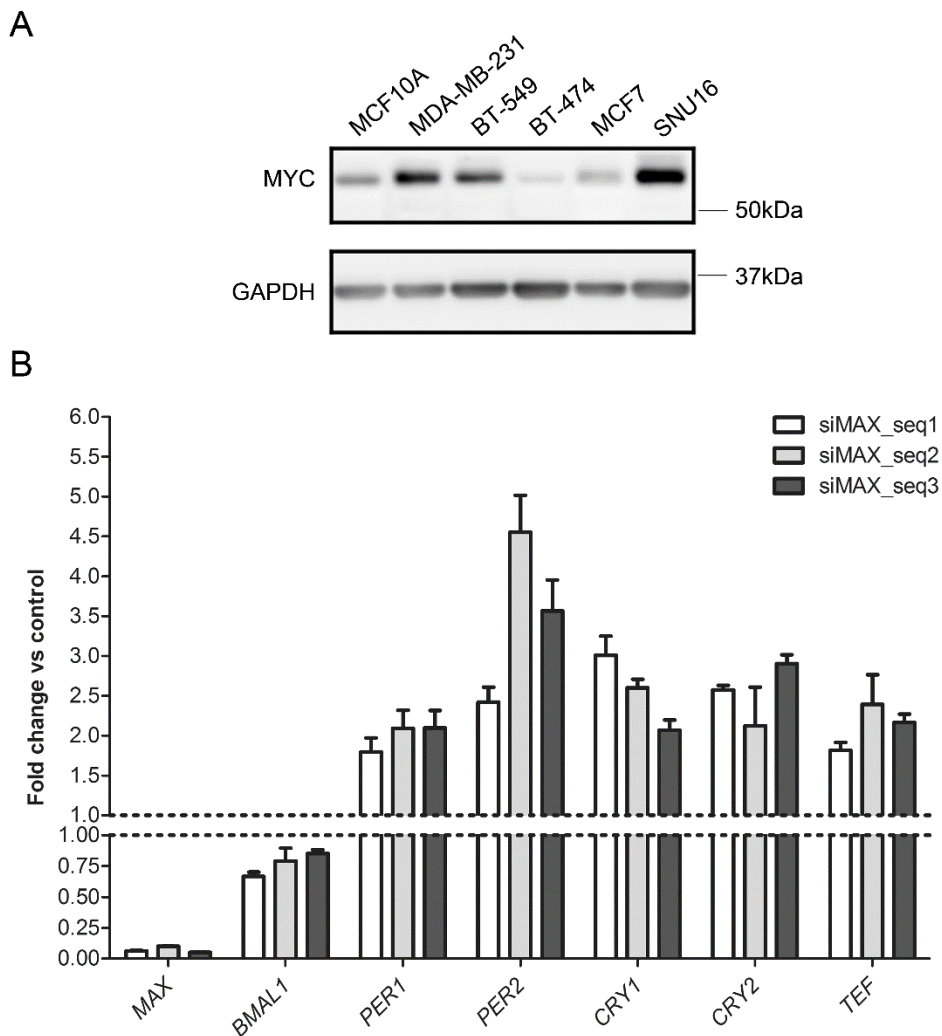 A
MCF10A
MDA-MB-231
BT-549
BT-474
MCF7
SNU16
MYC
50kDa
37kDa
GAPDH
B
6.0
5.5
5.0
4.5
4.0
3.5
3.0
2.5
2.0
1.5
1.0
1.00
0.75
0.50
0.25
0.00
Fold change vs control
siMAX_seq1
siMAX_seq2
siMAX_seq3
MAX
BMAL1
PER1
PER2
CRY1
CRY2
TEF